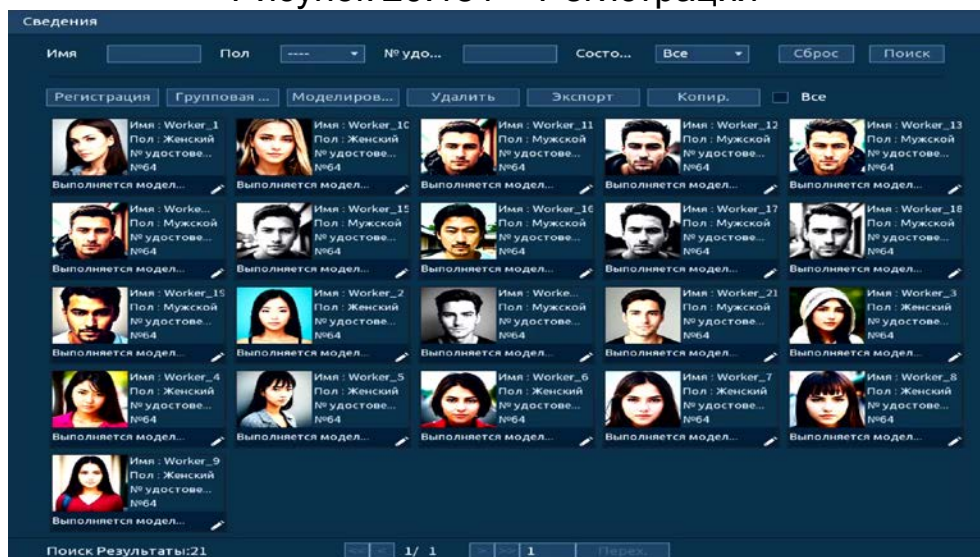 Сведения
Имя Пол ---- № удо... Состо... Все Сброс Поиск
Регистрация Групповая ... Моделиров... Удалить Экспорт Копир. Все
Имя : Worker_1 Имя : Worker_10 Имя : Worker_11 Имя : Worker_12 Имя : Worker_13
Пол : Женский Пол : Женский Пол : Мужской Пол : Мужской Пол : Мужской
№ удостове... № удостове... № удостове... № удостове... № удостове...
№64 №64 №64 №64 №64
Выполняется модел... Выполняется модел... Выполняется модел... Выполняется модел... Выполняется модел...
Имя : Worke... Имя : Worker_15 Имя : Worker_16 Имя : Worker_17 Имя : Worker_18
Пол : Мужской Пол : Мужской Пол : Мужской Пол : Мужской Пол : Мужской
№ удостове... № удостове... № удостове... № удостове... № удостове...
№64 №64 №64 №64 №64
Выполняется модел... Выполняется модел... Выполняется модел... Выполняется модел... Выполняется модел...
Имя : Worker_19 Имя : Worker_2 Имя : Worke... Имя : Worker_21 Имя : Worker_3
Пол : Мужской Пол : Женский Пол : Мужской Пол : Мужской Пол : Женский
№ удостове... № удостове... № удостове... № удостове... № удостове...
№64 №64 №64 №64 №64
Выполняется модел... Выполняется модел... Выполняется модел... Выполняется модел... Выполняется модел...
Имя : Worker_4 Имя : Worker_5 Имя : Worker_6 Имя : Worker_7 Имя : Worker_8
Пол : Женский Пол : Женский Пол : Женский Пол : Женский Пол : Женский
№ удостове... № удостове... № удостове... № удостове... № удостове...
№64 №64 №64 №64 №64
Выполняется модел... Выполняется модел... Выполняется модел... Выполняется модел... Выполняется модел...
Имя : Worker_9
Пол : Женский
№ удостове...
№64
Выполняется модел...
Поиск Результаты:21 << < 1/ 1 > >> 1 Перех.